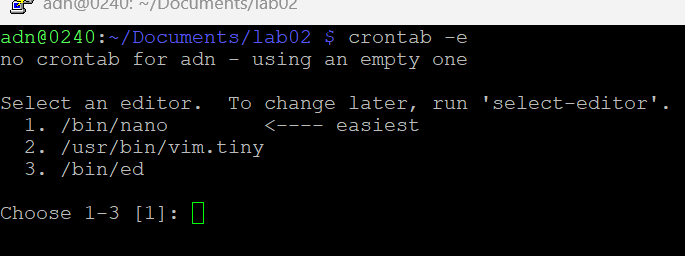 adn@0240: ~/Documents/lab02
adn@0240:~/Documents/lab02 $ crontab -e
no crontab for adn - using an empty one
Select an editor.  To change later, run 'select-editor'.
  1. /bin/nano        <---- easiest
  2. /usr/bin/vim.tiny
  3. /bin/ed
Choose 1-3 [1]: